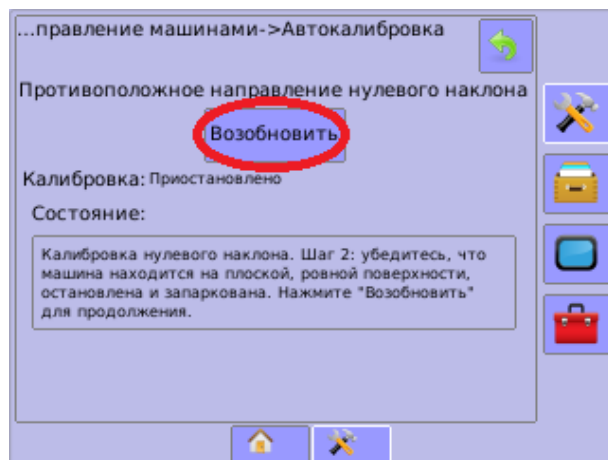 ...правление машинами->Автокалибровка
Противоположное направление нулевого наклона
Возобновить
Калибровка: Приостановлено
Состояние:
Калибровка нулевого наклона. Шаг 2: убедитесь, что
машина находится на плоской, ровной поверхности,
остановлена и запаркована. Нажмите "Возобновить"
для продолжения.